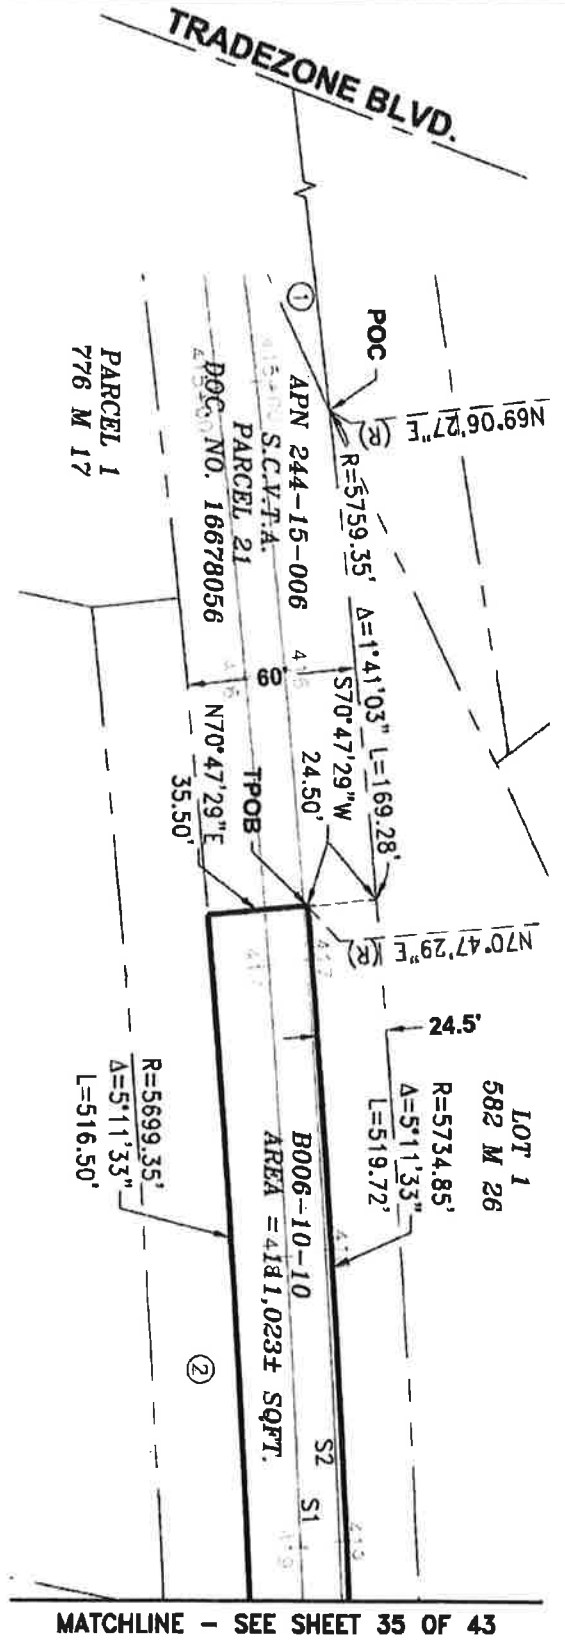 TRADEZONE BLVD.
1
POC
N69°06'27"E (R)
PARCEL 1
776 M 17
APN 244-15-006
S.C.V.T.A.
PARCEL 21
DOC. NO. 16678056
R=5759.35' Δ=1°41'03" L=169.28'
60'
S70°47'29"W
24.50'
TPOB
N70°47'29"E
35.50'
N70°47'29"E (R)
24.5'
LOT 1
582 M 26
R=5734.85'
Δ=5°11'33"
L=519.72'
R=5699.35'
Δ=5°11'33"
L=516.50'
B006-10-10
SQFT.
2
S2
S1
MATCHLINE - SEE SHEET 35 OF 43